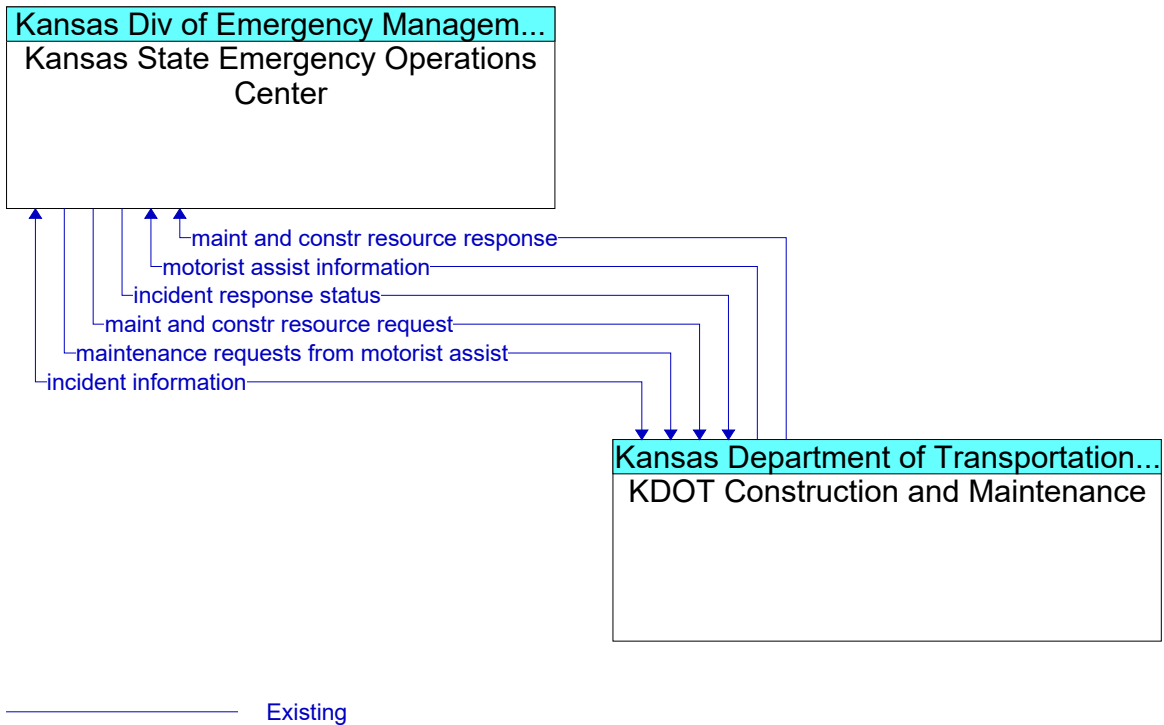 Kansas Div of Emergency Managem...
Kansas State Emergency Operations
Center
maint and constr resource response
motorist assist information
incident response status
maint and constr resource request
maintenance requests from motorist assist
incident information
Kansas Department of Transportation...
KDOT Construction and Maintenance
Existing